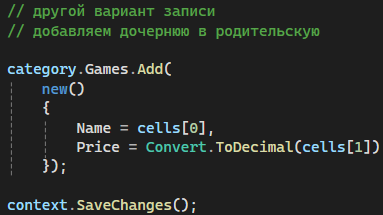 // другой вариант записи
// добавляем дочернюю в родительскую
category.Games.Add(
new()
{
Name = cells[0],
Price = Convert.ToDecimal(cells[1])
});
context.SaveChanges();